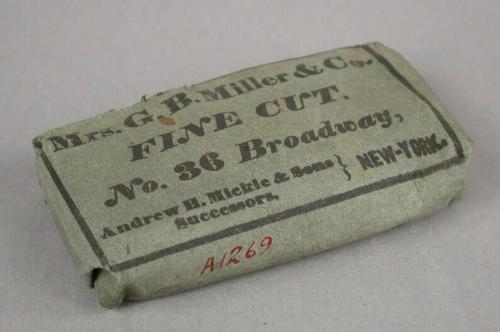 Mrs. G. B. Miller & Co.
FINE CUT.
No. 36 Broadway,
Andrew H. Mickle & Sons } NEW-YORK.
Successors.
A1269